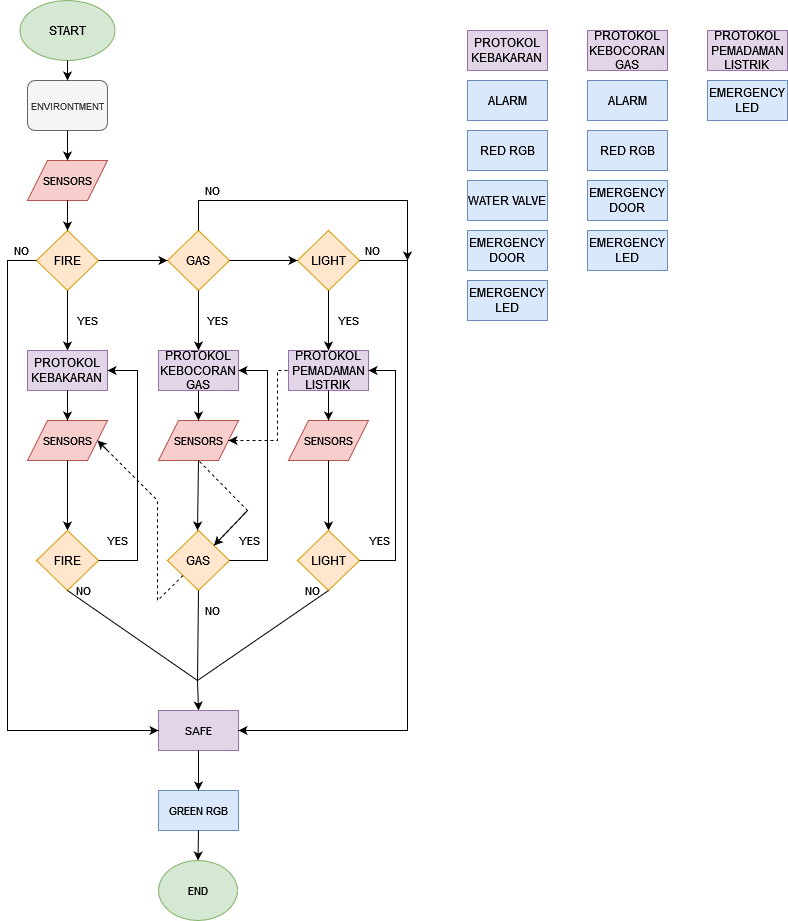 START
ENVIRONTMENT
SENSORS
NO
NO
FIRE
GAS
LIGHT
NO
YES
YES
YES
PROTOKOL
KEBAKARAN
PROTOKOL
KEBOCORAN
GAS
PROTOKOL
PEMADAMAN
LISTRIK
SENSORS
SENSORS
SENSORS
YES
YES
YES
FIRE
GAS
LIGHT
NO
NO
NO
SAFE
GREEN RGB
END
PROTOKOL
KEBAKARAN
ALARM
RED RGB
WATER VALVE
EMERGENCY
DOOR
EMERGENCY
LED
PROTOKOL
KEBOCORAN
GAS
ALARM
RED RGB
EMERGENCY
DOOR
EMERGENCY
LED
PROTOKOL
PEMADAMAN
LISTRIK
EMERGENCY
LED